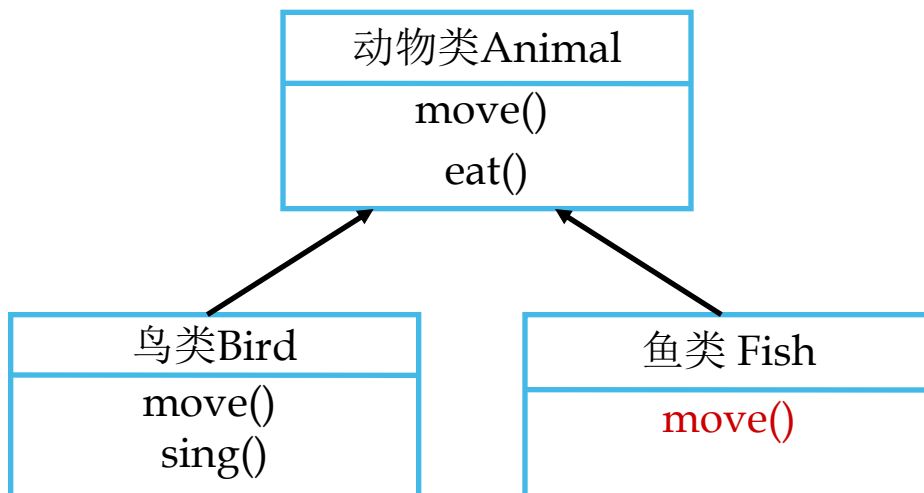 动物类Animal
move()
eat()
鸟类Bird
move()
sing()
鱼类 Fish
move()